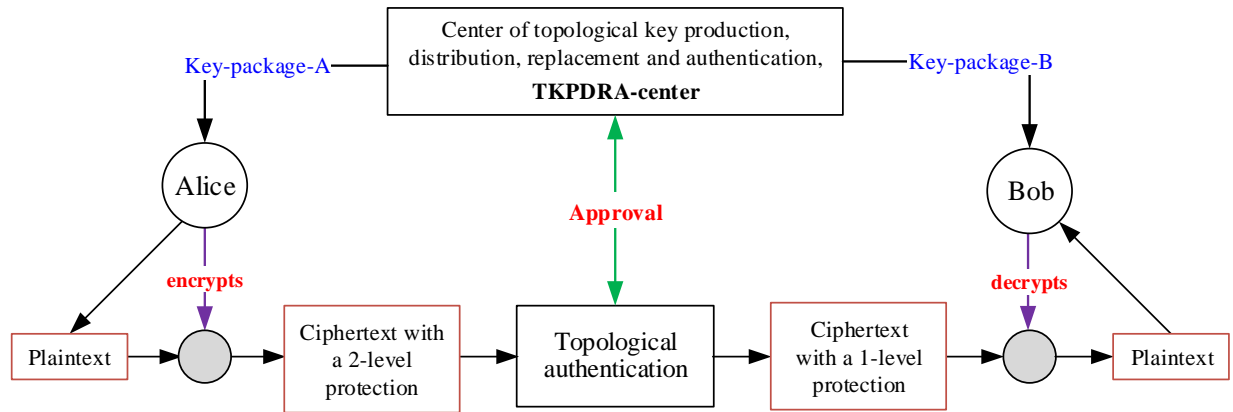 Center of topological key production,
distribution, replacement and authentication,
TKPDRA-center
Key-package-A
Key-package-B
Alice
Bob
Approval
encrypts
decrypts
Plaintext
Ciphertext with
a 2-level
protection
Topological
authentication
Ciphertext
with a 1-level
protection
Plaintext